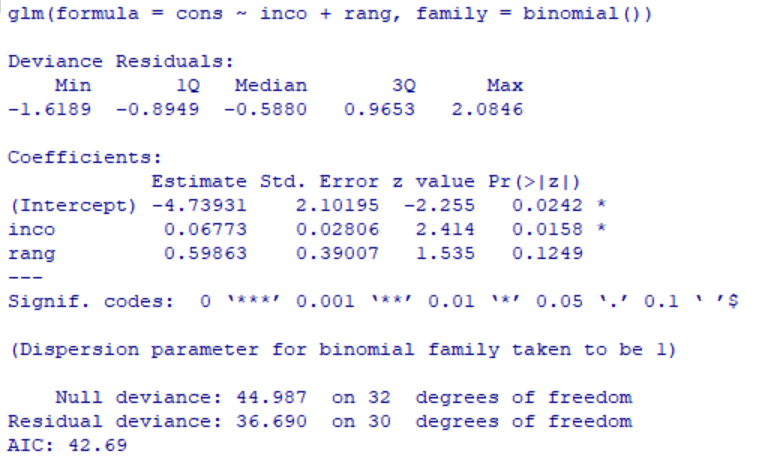 glm(formula = cons ~ inco + rang, family = binomial())
Deviance Residuals:
Min 1Q Median 3Q Max
-1.6189 -0.8949 -0.5880 0.9653 2.0846
Coefficients:
Estimate Std. Error z value Pr(>|z|)
(Intercept) -4.73931 2.10195 -2.255 0.0242 *
inco 0.06773 0.02806 2.414 0.0158 *
rang 0.59863 0.39007 1.535 0.1249
---
Signif. codes: 0 ‘***’ 0.001 ‘**’ 0.01 ‘*’ 0.05 ‘.’ 0.1 ‘ ’$
(Dispersion parameter for binomial family taken to be 1)
Null deviance: 44.987 on 32 degrees of freedom
Residual deviance: 36.690 on 30 degrees of freedom
AIC: 42.69